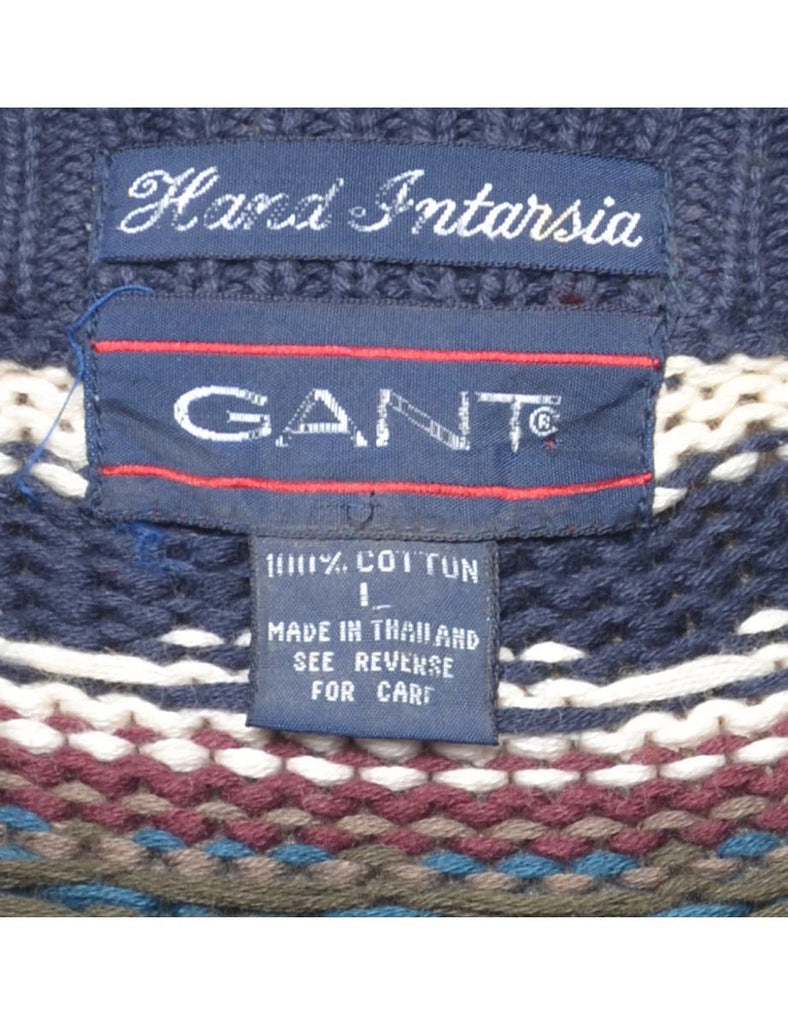 Hand Intarsia
GANT®
100% COTTON
L
MADE IN THAILAND
SEE REVERSE
FOR CARE